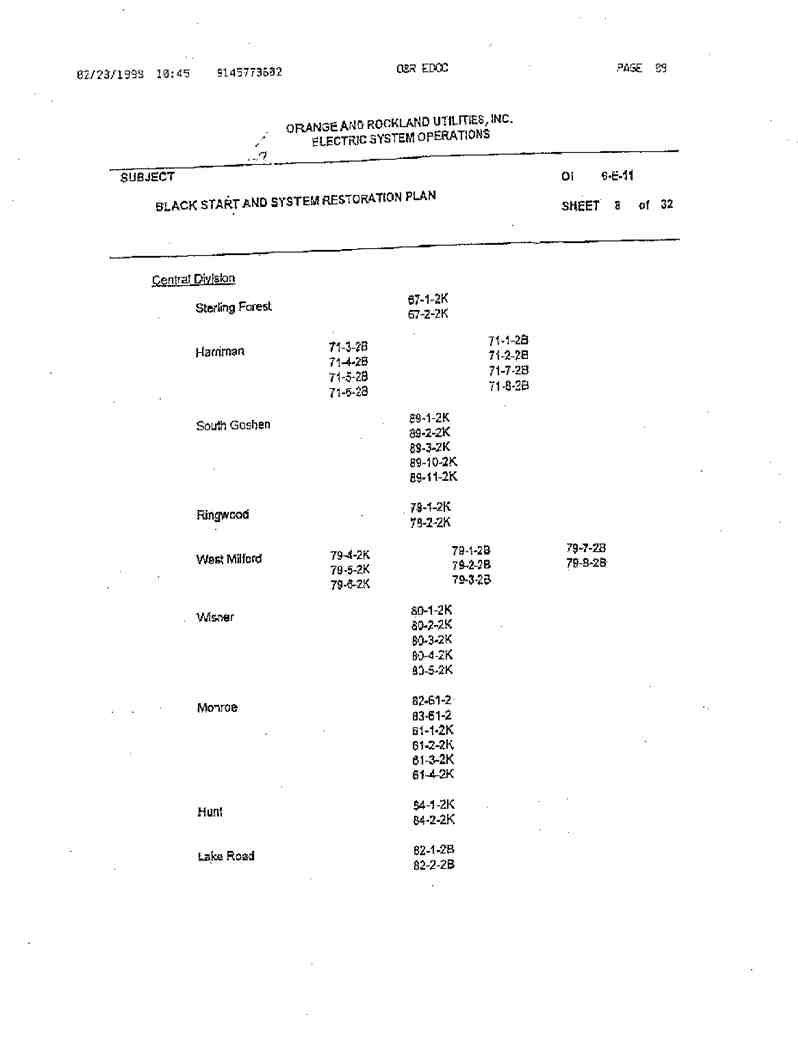 02/23/1999 10:45 9145773602 O&R EDOC PAGE 09
ORANGE AND ROCKLAND UTILITIES, INC.
ELECTRIC SYSTEM OPERATIONS
SUBJECT OI 6-E-11
BLACK START AND SYSTEM RESTORATION PLAN SHEET 8 of 32
Central Division
Sterling Forest 67-1-2K
67-2-2K
Harriman 71-3-2B 71-1-2B
71-4-2B 71-2-2B
71-5-2B 71-7-2B
71-6-2B 71-8-2B
South Goshen 89-1-2K
89-2-2K
89-3-2K
89-10-2K
89-11-2K
Ringwood 78-1-2K
78-2-2K
West Milford 79-4-2K 79-1-2B 79-7-2B
79-5-2K 79-2-2B 79-8-2B
79-6-2K 79-3-2B
Wisner 80-1-2K
80-2-2K
80-3-2K
80-4-2K
80-5-2K
Monroe 82-61-2
83-61-2
61-1-2K
61-2-2K
61-3-2K
61-4-2K
Hunt 84-1-2K
84-2-2K
Lake Road 82-1-2B
82-2-2B